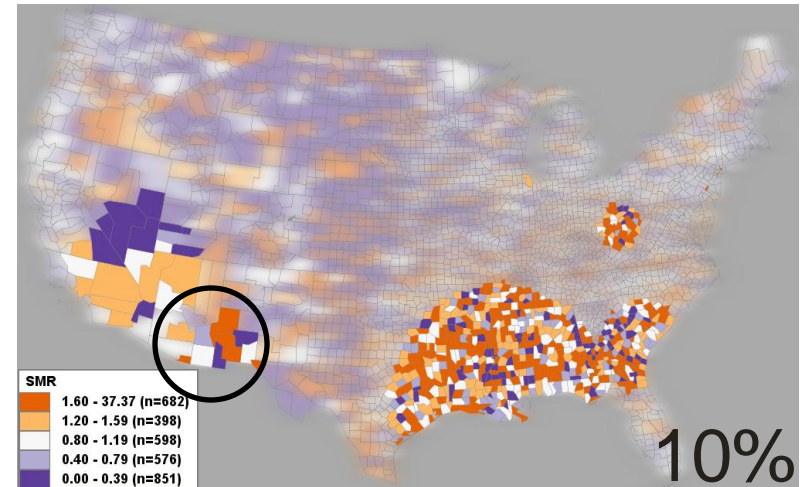 SMR
1.60 - 37.37 (n=682)
1.20 - 1.59 (n=398)
0.80 - 1.19 (n=598)
0.40 - 0.79 (n=576)
0.00 - 0.39 (n=851)
10%